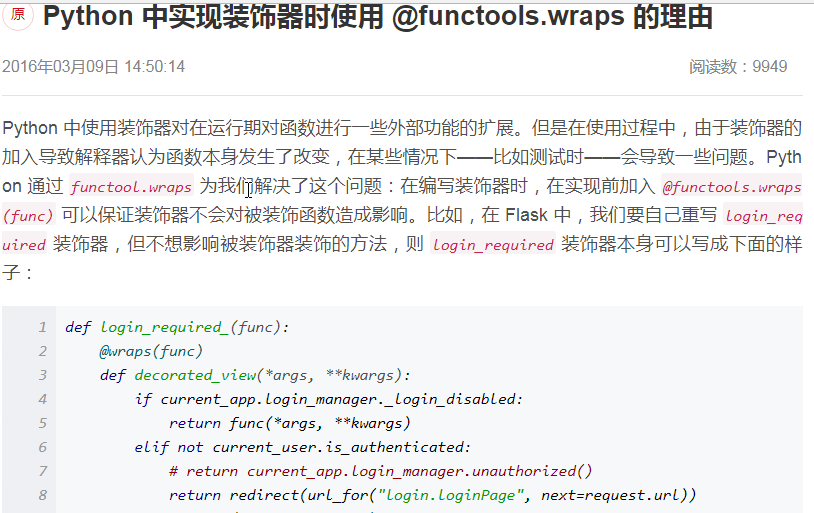 原 Python 中实现装饰器时使用 @functools.wraps 的理由
2016年03月09日 14:50:14 阅读数：9949
Python 中使用装饰器对在运行期对函数进行一些外部功能的扩展。但是在使用过程中，由于装饰器的
加入导致解释器认为函数本身发生了改变，在某些情况下——比如测试时——会导致一些问题。Pyth
on 通过 functool.wraps 为我们解决了这个问题：在编写装饰器时，在实现前加入 @functools.wraps
(func) 可以保证装饰器不会对被装饰函数造成影响。比如，在 Flask 中，我们要自己重写 login_req
uired 装饰器，但不想影响被装饰器装饰的方法，则 login_required 装饰器本身可以写成下面的样
子：
1 def login_required_(func):
2 @wraps(func)
3 def decorated_view(*args, **kwargs):
4 if current_app.login_manager._login_disabled:
5 return func(*args, **kwargs)
6 elif not current_user.is_authenticated:
7 # return current_app.login_manager.unauthorized()
8 return redirect(url_for("login.loginPage", next=request.url))